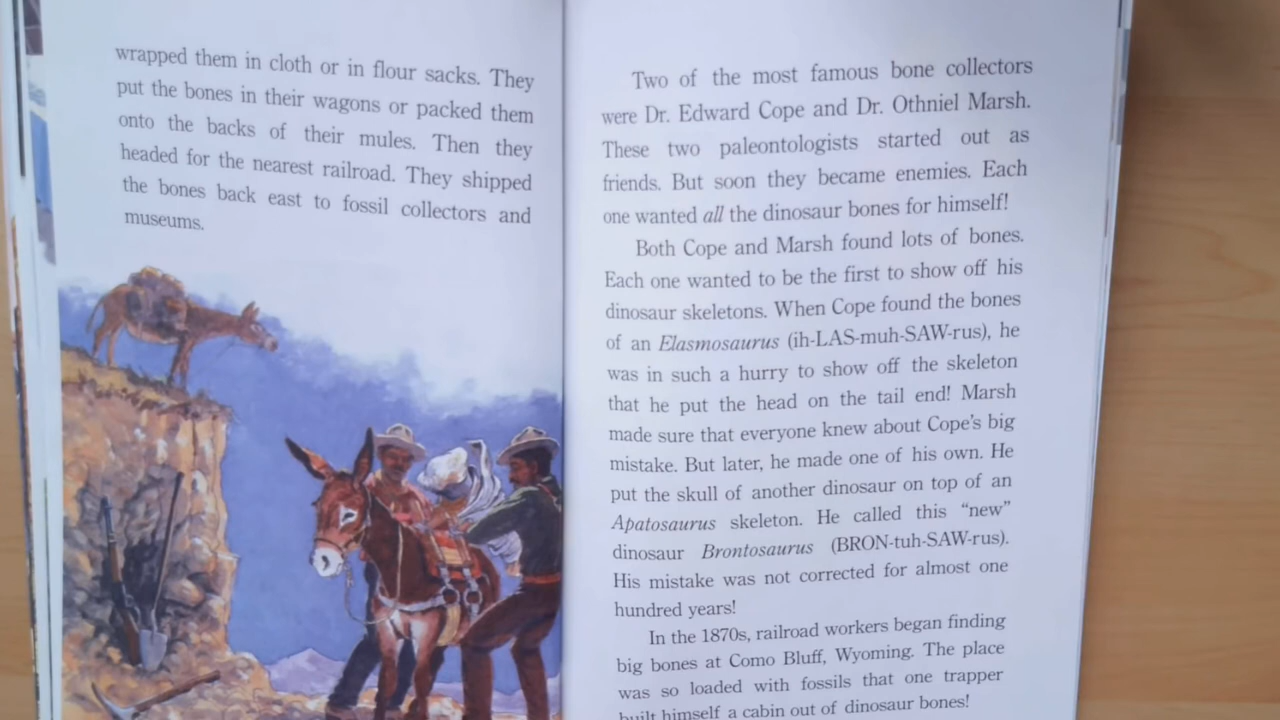 wrapped them in cloth or in flour sacks. They
put the bones in their wagons or packed them
onto the backs of their mules. Then they
headed for the nearest railroad. They shipped
the bones back east to fossil collectors and
museums.
Two of the most famous bone collectors
were Dr. Edward Cope and Dr. Othniel Marsh.
These two paleontologists started out as
friends. But soon they became enemies. Each
one wanted all the dinosaur bones for himself!
Both Cope and Marsh found lots of bones.
Each one wanted to be the first to show off his
dinosaur skeletons. When Cope found the bones
of an Elasmosaurus (ih-LAS-muh-SAW-rus), he
was in such a hurry to show off the skeleton
that he put the head on the tail end! Marsh
made sure that everyone knew about Cope's big
mistake. But later, he made one of his own. He
put the skull of another dinosaur on top of an
Apatosaurus skeleton. He called this “new”
dinosaur Brontosaurus (BRON-tuh-SAW-rus).
His mistake was not corrected for almost one
hundred years!
In the 1870s, railroad workers began finding
big bones at Como Bluff, Wyoming. The place
was so loaded with fossils that one trapper
built himself a cabin out of dinosaur bones!